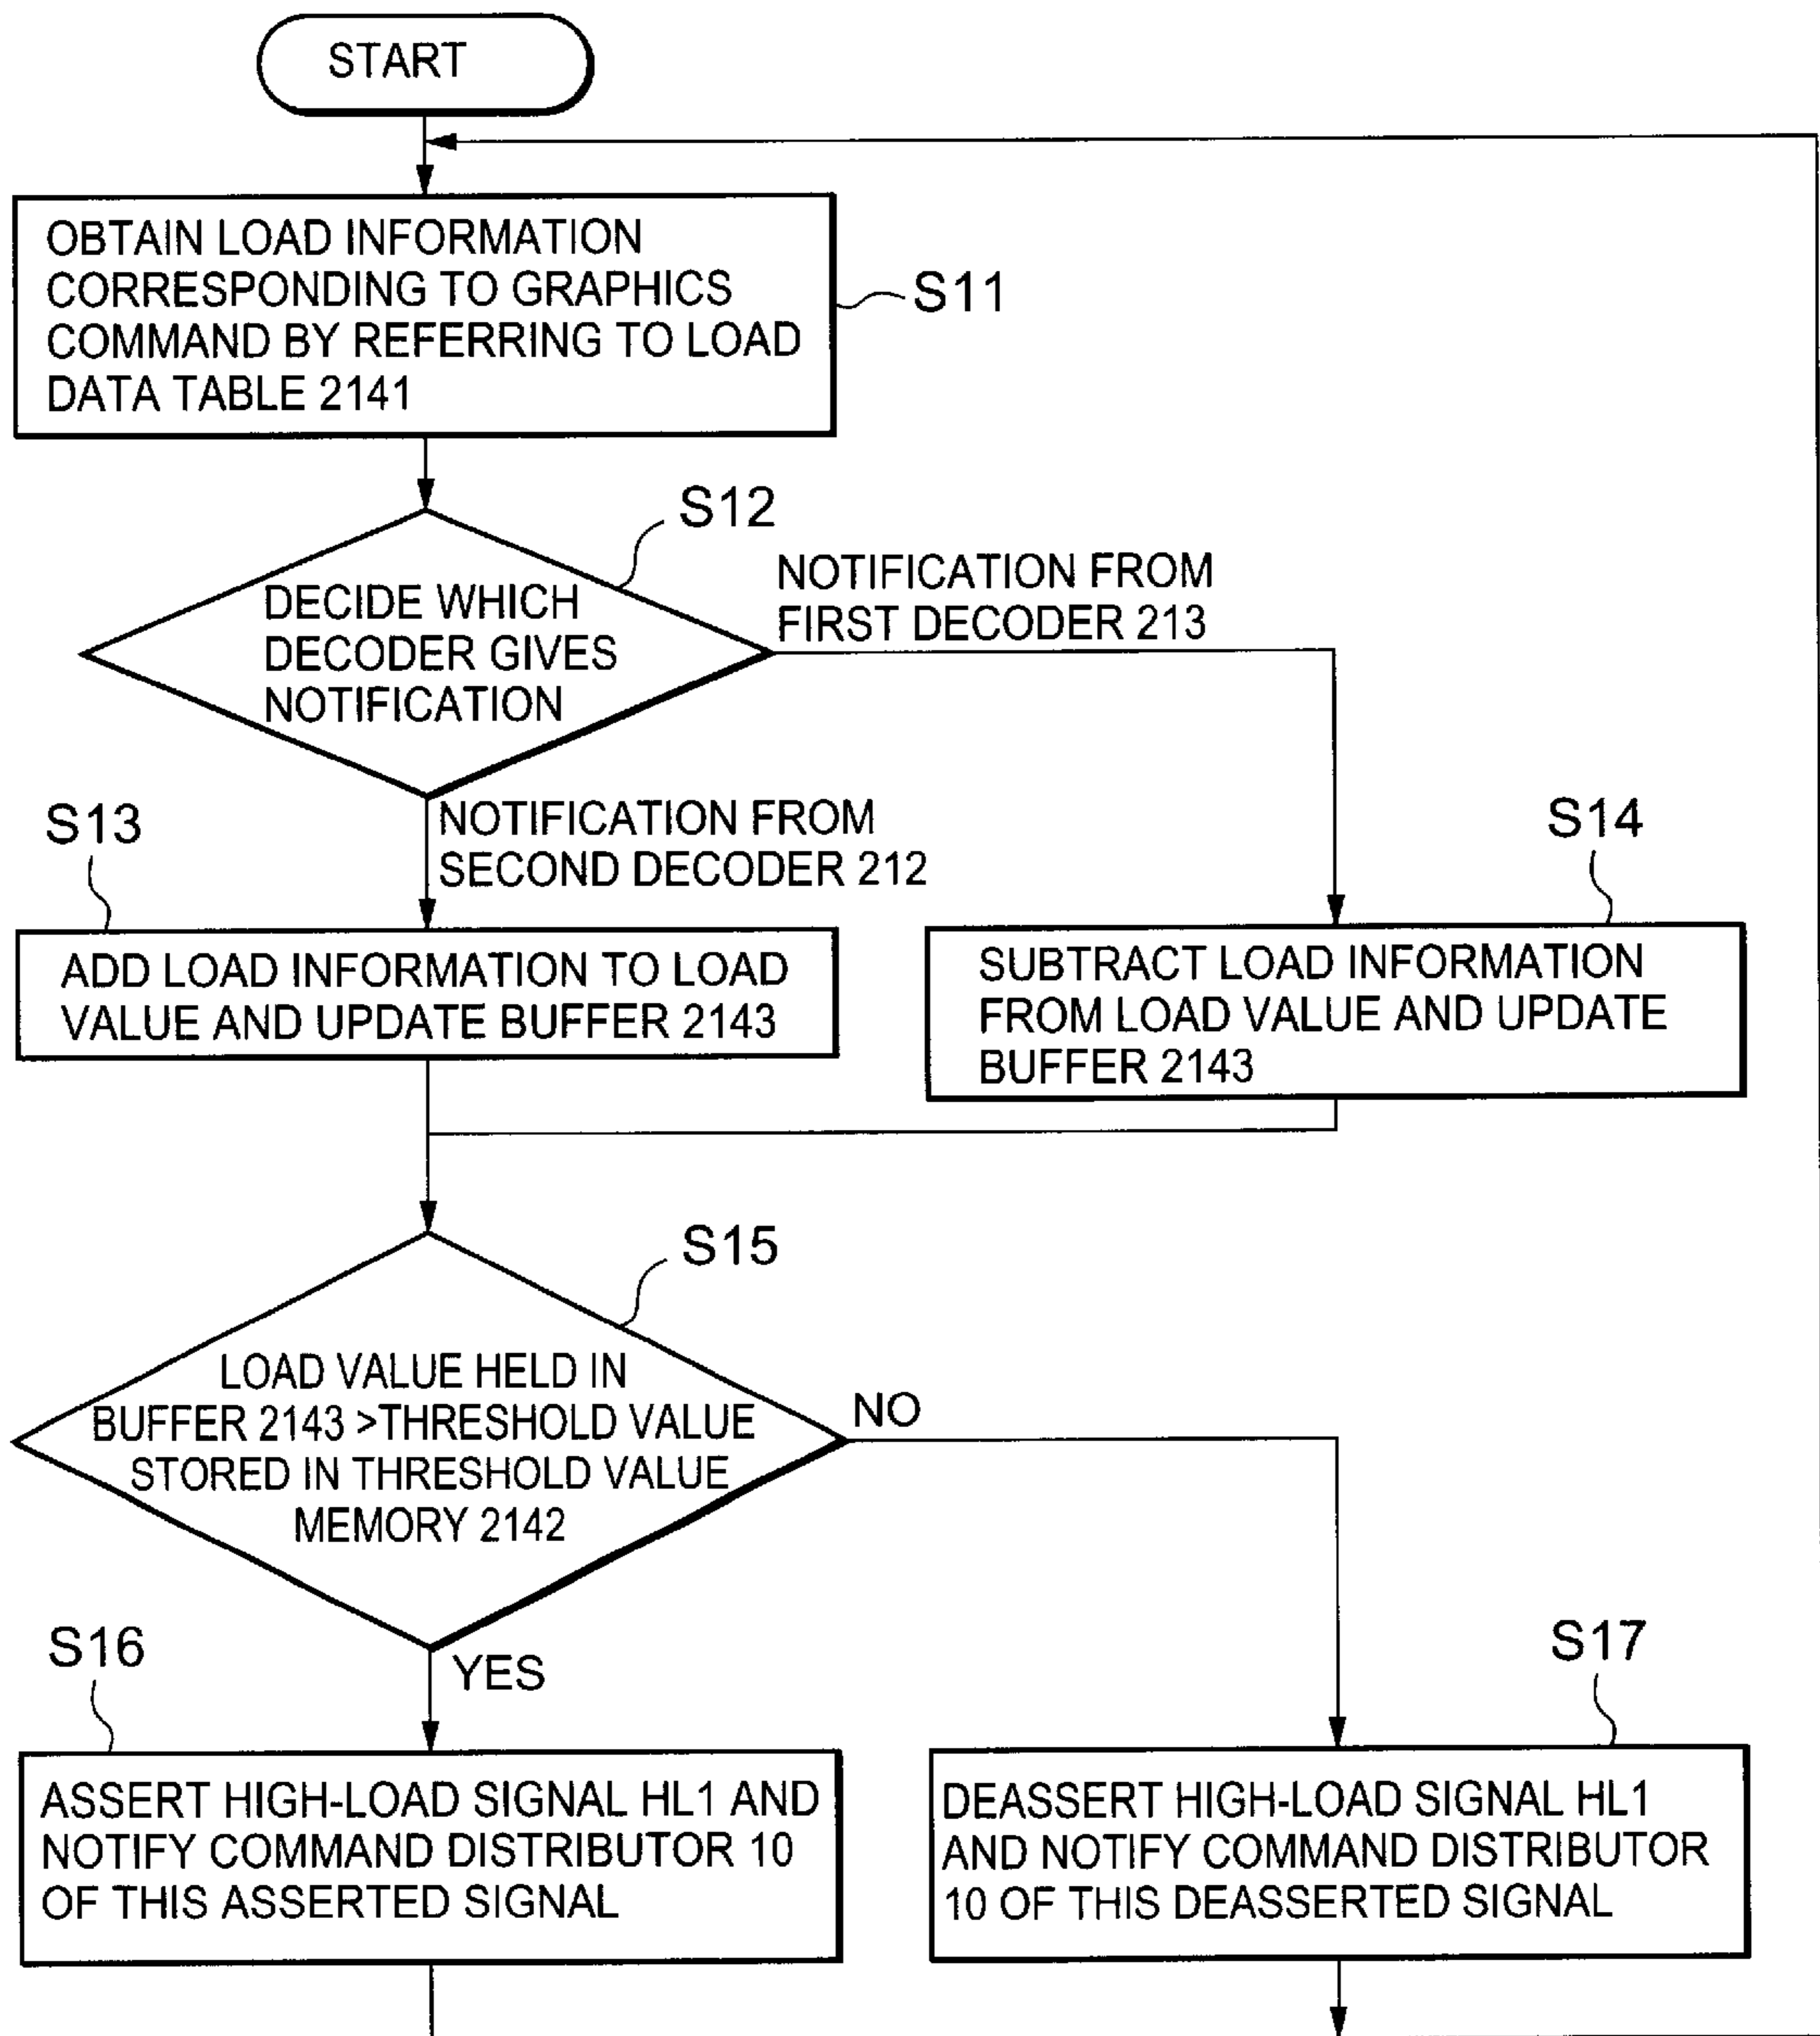 START
OBTAIN LOAD INFORMATION
CORRESPONDING TO GRAPHICS
COMMAND BY REFERRING TO LOAD
DATA TABLE 2141
S11
S12
DECIDE WHICH
DECODER GIVES
NOTIFICATION
NOTIFICATION FROM
FIRST DECODER 213
NOTIFICATION FROM
SECOND DECODER 212
S13
ADD LOAD INFORMATION TO LOAD
VALUE AND UPDATE BUFFER 2143
S14
SUBTRACT LOAD INFORMATION
FROM LOAD VALUE AND UPDATE
BUFFER 2143
S15
LOAD VALUE HELD IN
BUFFER 2143 >THRESHOLD VALUE
STORED IN THRESHOLD VALUE
MEMORY 2142
NO
YES
S16
ASSERT HIGH-LOAD SIGNAL HL1 AND
NOTIFY COMMAND DISTRIBUTOR 10
OF THIS ASSERTED SIGNAL
S17
DEASSERT HIGH-LOAD SIGNAL HL1
AND NOTIFY COMMAND DISTRIBUTOR
10 OF THIS DEASSERTED SIGNAL